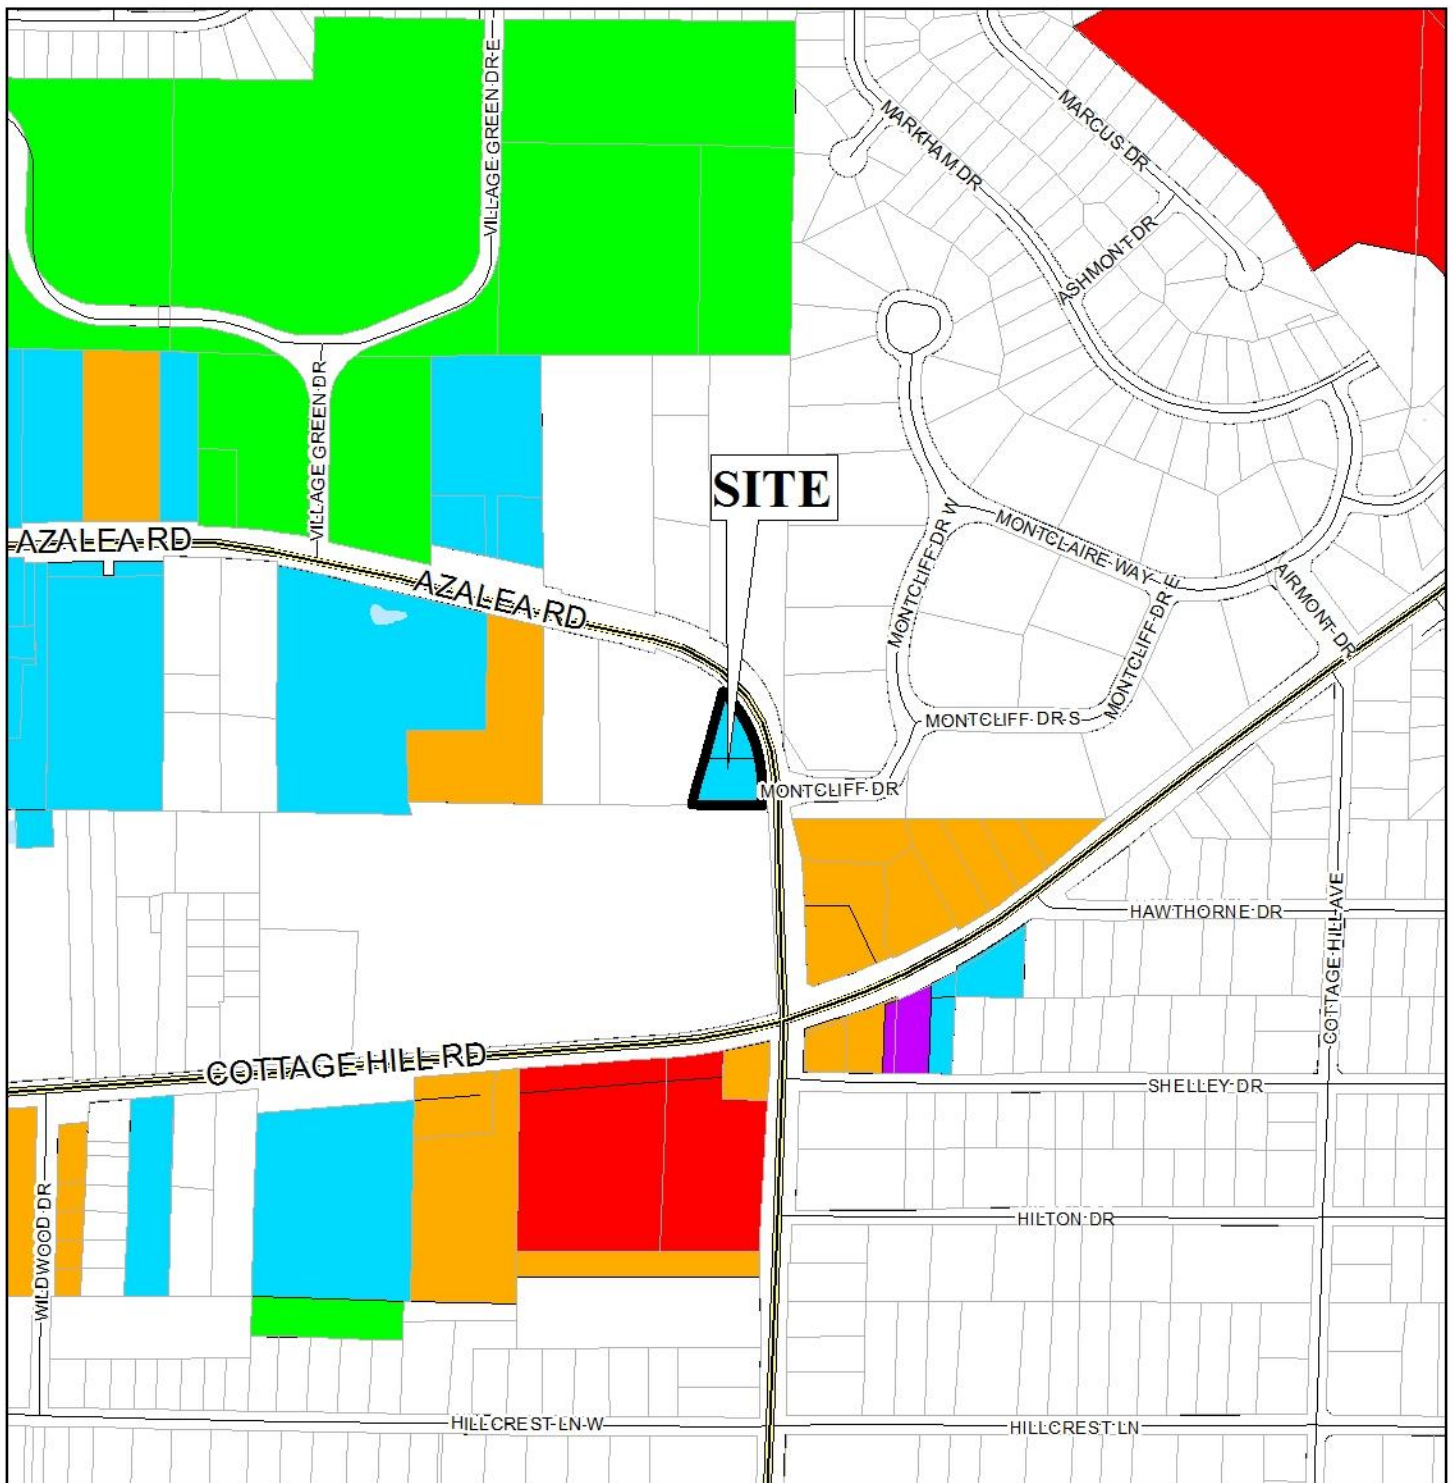 VILLAGE GREEN DR E
MARKHAM DR
MARCUS DR
ASHMONT DR
VILLAGE GREEN DR
SITE
AZALEA RD
AZALEA RD
MONTCLIFF DR W
MONTCLAIRE WAY
MONTCLIFF DR E
AIRMONT DR
MONTCLIFF DR S
MONTCLIFF DR
HAWTHORNE DR
COTTAGE HILL AVE
COTTAGE HILL RD
SHELLEY DR
WILDWOOD DR
HILTON DR
HILLCREST LN W
HILLCREST LN